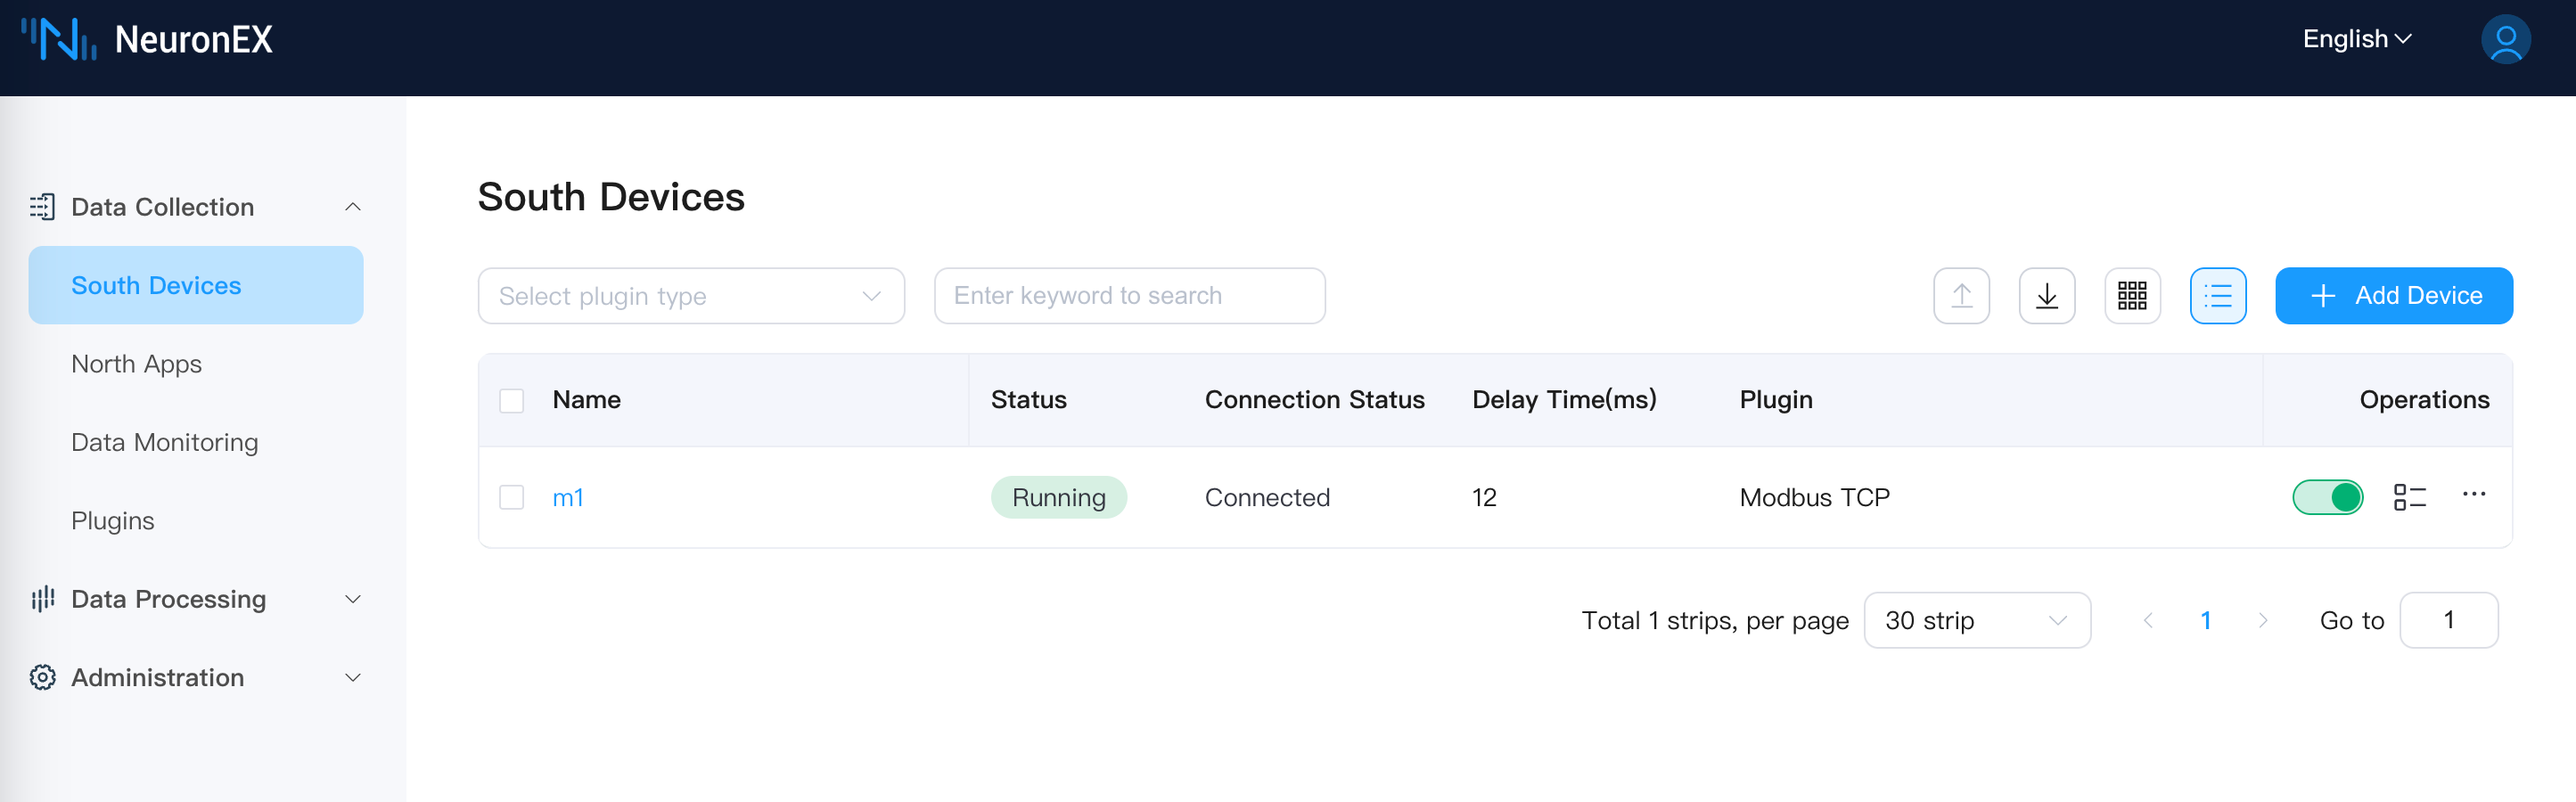 NeuronEX
English
Data Collection
South Devices
North Apps
Data Monitoring
Plugins
Data Processing
Administration
South Devices
Select plugin type
Enter keyword to search
Add Device
Name Status Connection Status Delay Time(ms) Plugin Operations
m1 Running Connected 12 Modbus TCP
Total 1 strips, per page 30 strip 1 Go to 1